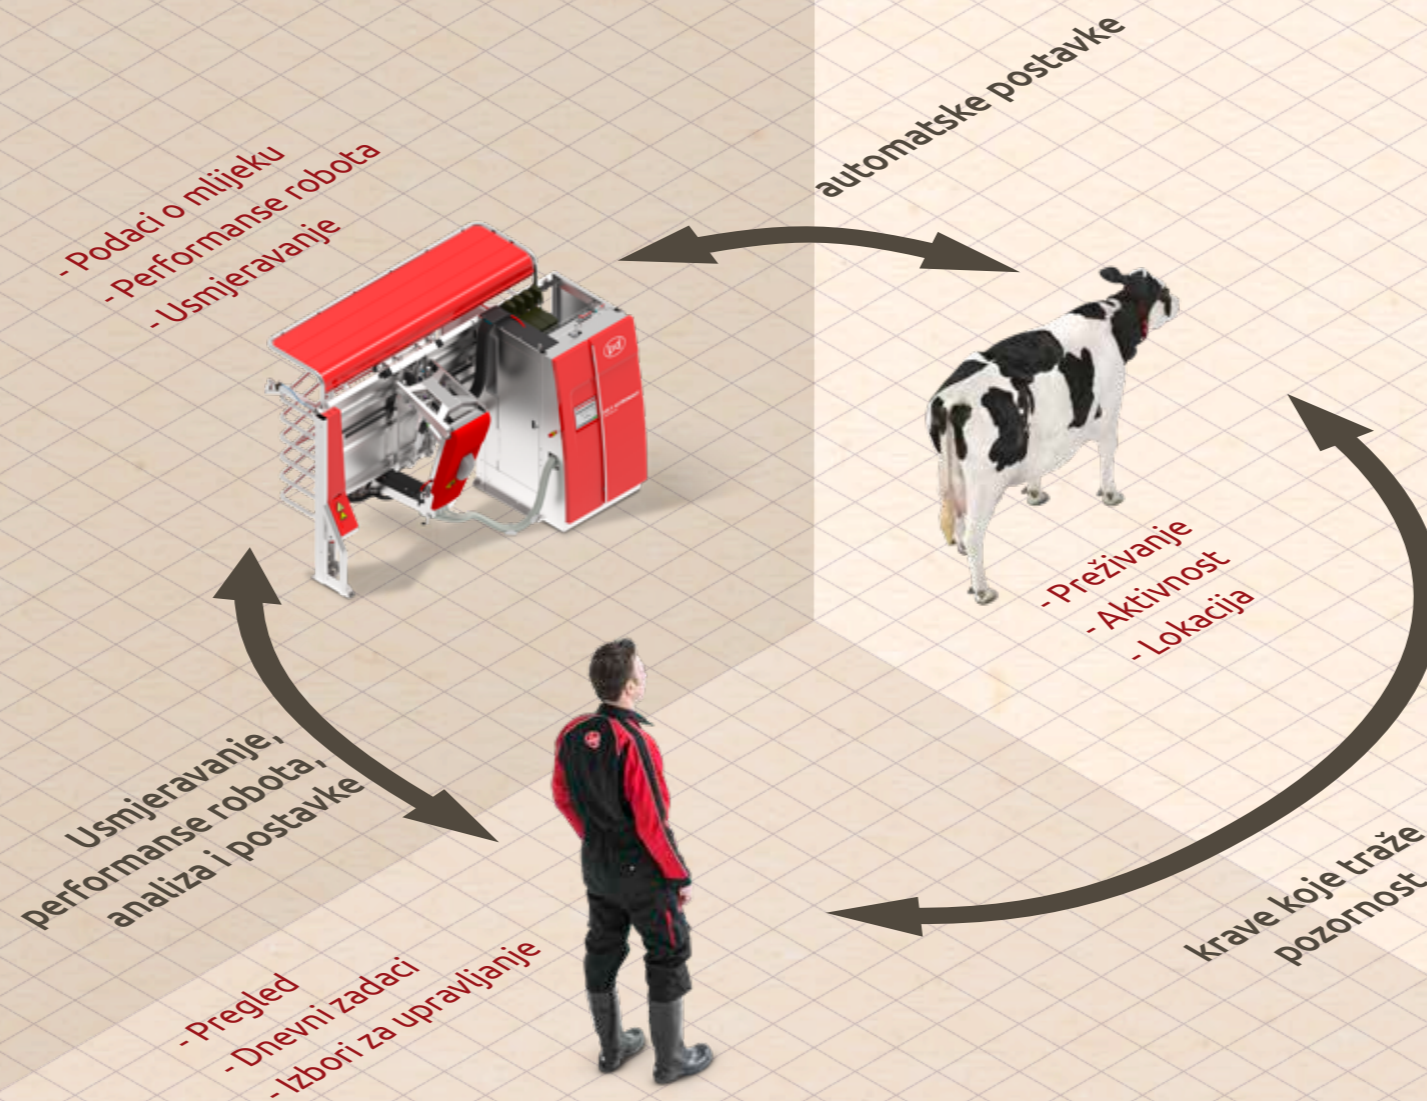 automatske postavke
- Podaci o mlijeku
- Performanse robota
- Usmjeravanje
- Preživanje
- Aktivnost
- Lokacija
Usmjeravanje,
performanse robota,
analiza i postavke
krave koje traže
pozornost
- Pregled
- Dnevni zadaci
- Izbori za upravljanje